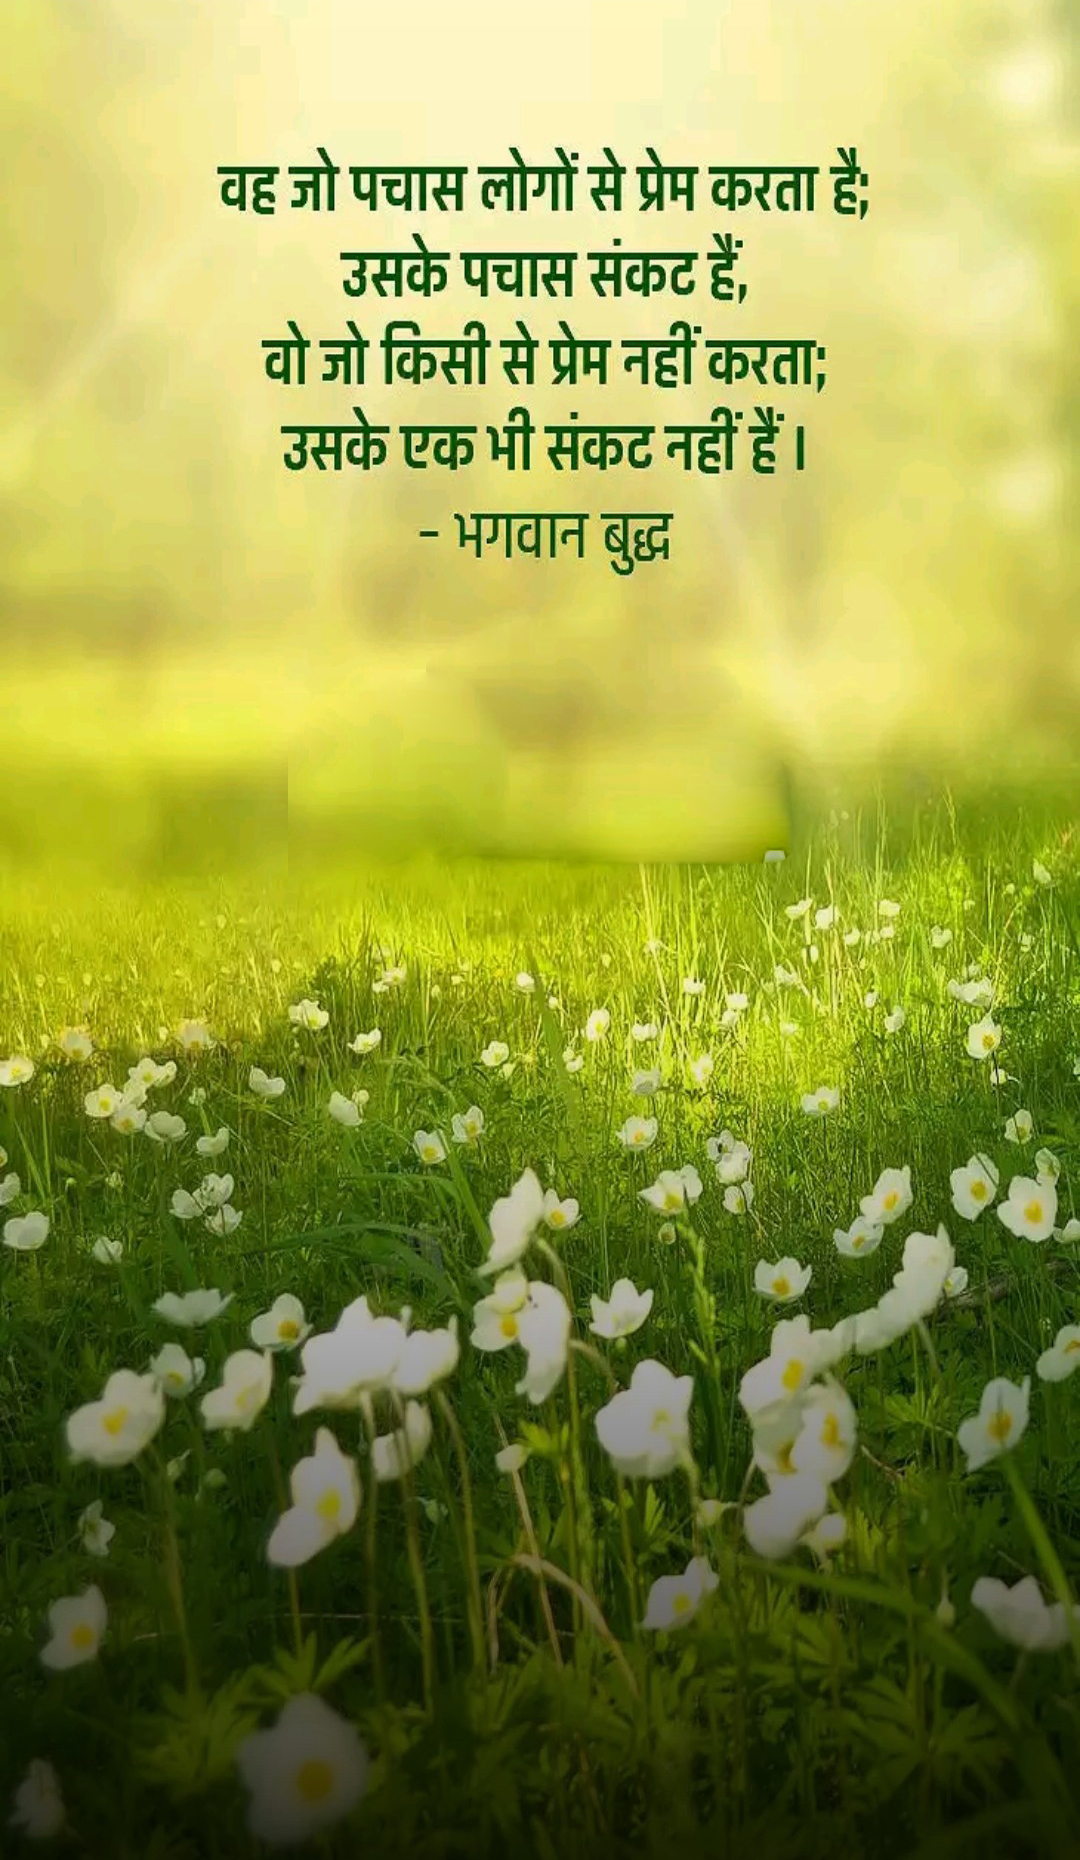 वह जो पचास लोगों से प्रेम करता है;
उसके पचास संकट हैं,
वो जो किसी से प्रेम नहीं करता;
उसके एक भी संकट नहीं हैं ।
- भगवान बुद्ध